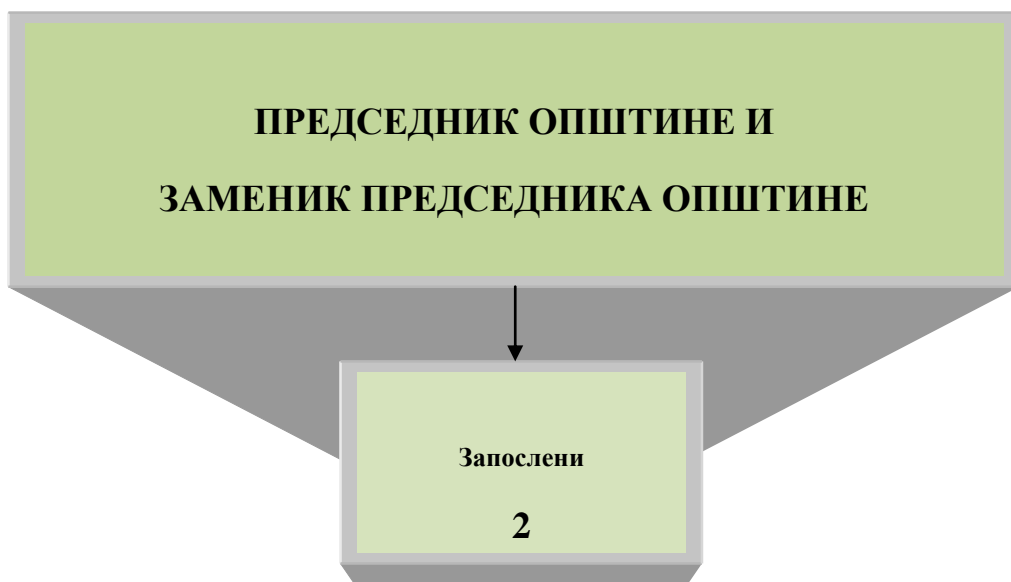 ПРЕДСЕДНИК ОПШТИНЕ И
ЗАМЕНИК ПРЕДСЕДНИКА ОПШТИНЕ
Запослени
2